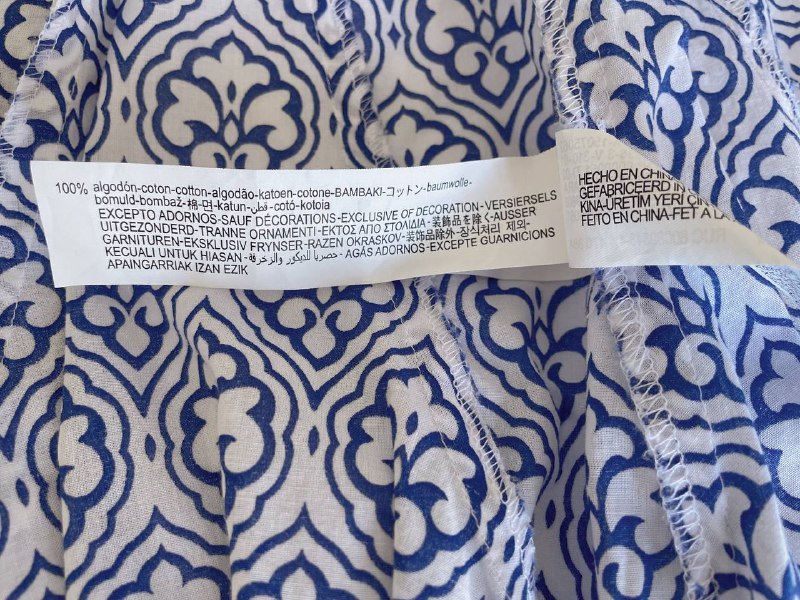 100% algodón-coton-cotton-algodão-katoen-cotone-BAMBAKI-コットン-baumwolle-
bomuld-bombaž-棉-면-katun-قطن-cotó-kotoia
EXCEPTO ADORNOS-SAUF DÉCORATIONS-EXCLUSIVE OF DECORATION-VERSIERSELS
UITGEZONDERD-TRANNE ORNAMENTI-ΕΚΤΟΣ ΑΠΟ ΣΤΟΛΙΔΙΑ-装飾品を除く-AUSSER
GARNITUREN-EKSKLUSIV FRYNSER-RAZEN OKRASKOV-装饰品除外-장식처리 제외-
KECUALI UNTUK HIASAN-حصريا للديكور والزخرفة-AGÁS ADORNOS-EXCEPTE GUARNICIONS
APAINGARRIAK IZAN EZIK
HECHO EN CHIN
GEFABRICEERD IN
KINA-ÜRETIM YERİ ÇİN
FEITO EN CHINA-FET A LA